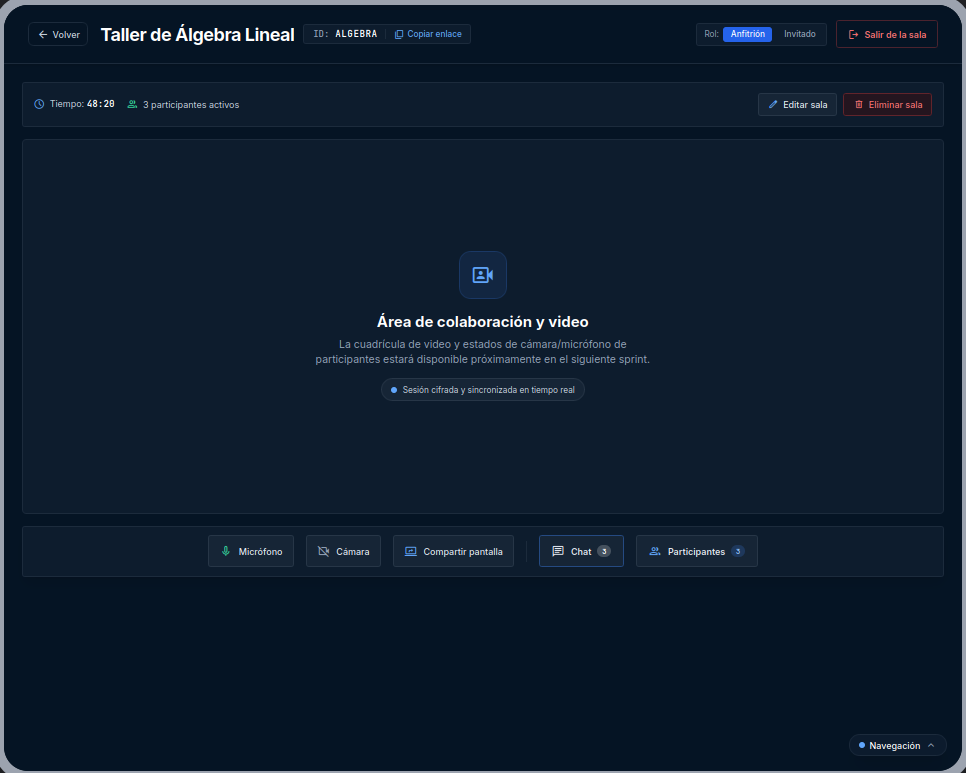 Volver
Taller de Álgebra Lineal
ID: ALGEBRA
Copiar enlace
Rol: Anfitrión Invitado
Salir de la sala
Tiempo: 48:20
3 participantes activos
Editar sala
Eliminar sala
Área de colaboración y video
La cuadrícula de video y estados de cámara/micrófono de
participantes estará disponible próximamente en el siguiente sprint.
Sesión cifrada y sincronizada en tiempo real
Micrófono
Cámara
Compartir pantalla
Chat 3
Participantes 3
Navegación